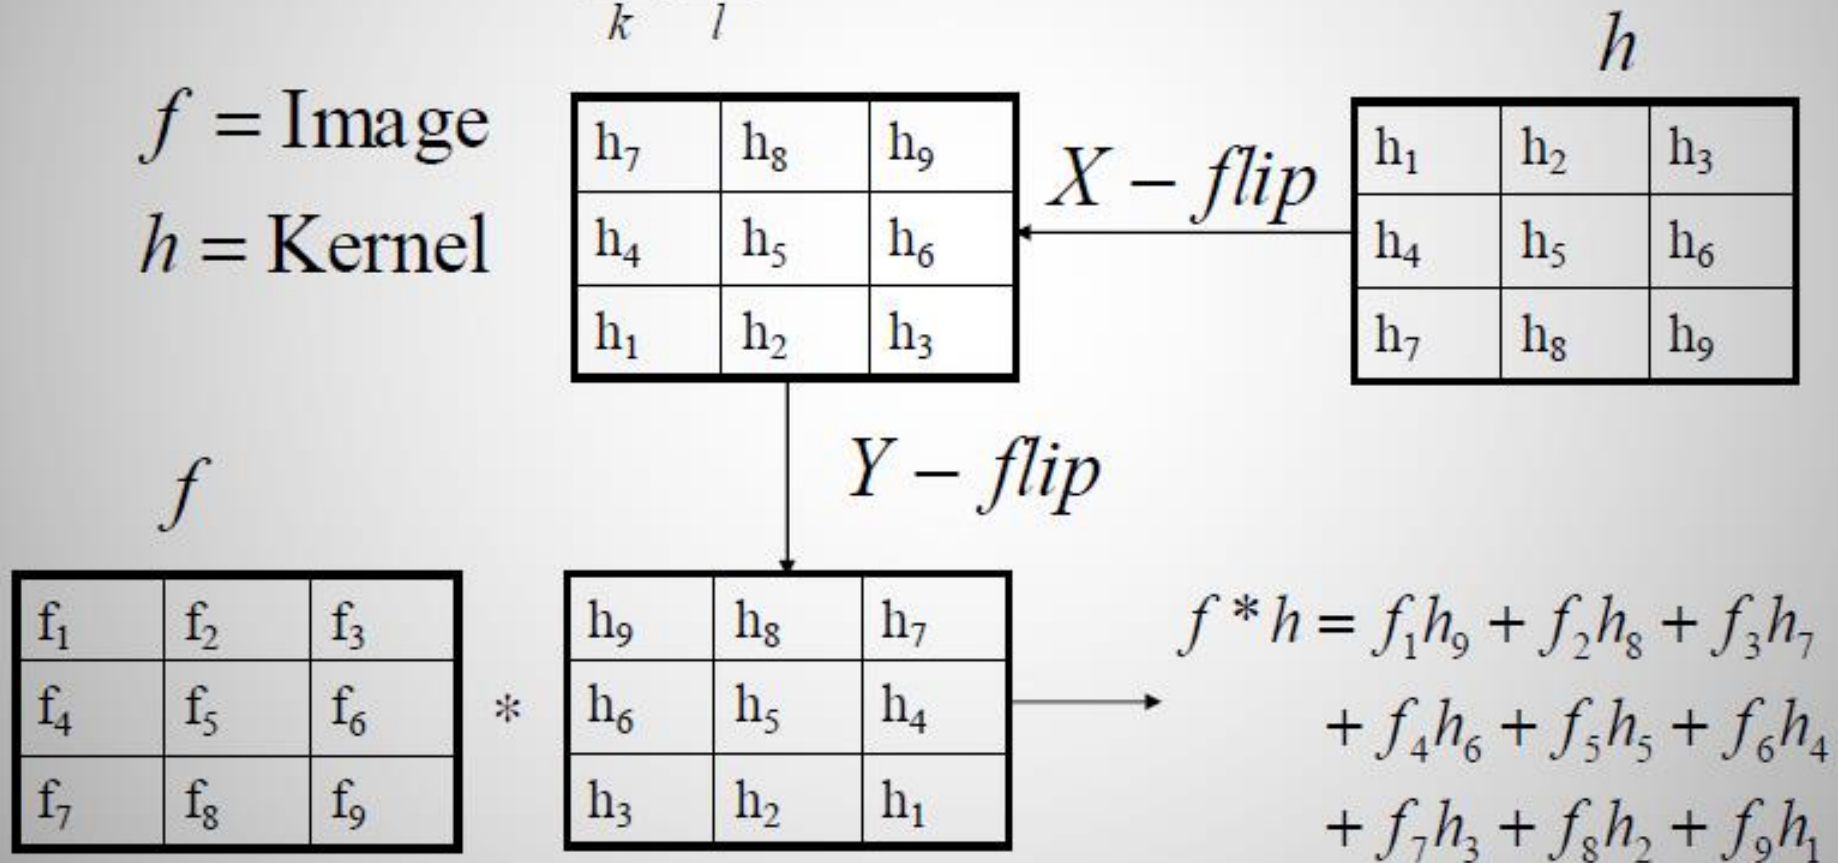 k l
f = Image
h = Kernel
h₇ h₈ h₉
h₄ h₅ h₆
h₁ h₂ h₃
X – flip
h
h₁ h₂ h₃
h₄ h₅ h₆
h₇ h₈ h₉
Y – flip
f
f₁ f₂ f₃
f₄ f₅ f₆
f₇ f₈ f₉
*
h₉ h₈ h₇
h₆ h₅ h₄
h₃ h₂ h₁
f * h = f₁h₉ + f₂h₈ + f₃h₇
+ f₄h₆ + f₅h₅ + f₆h₄
+ f₇h₃ + f₈h₂ + f₉h₁